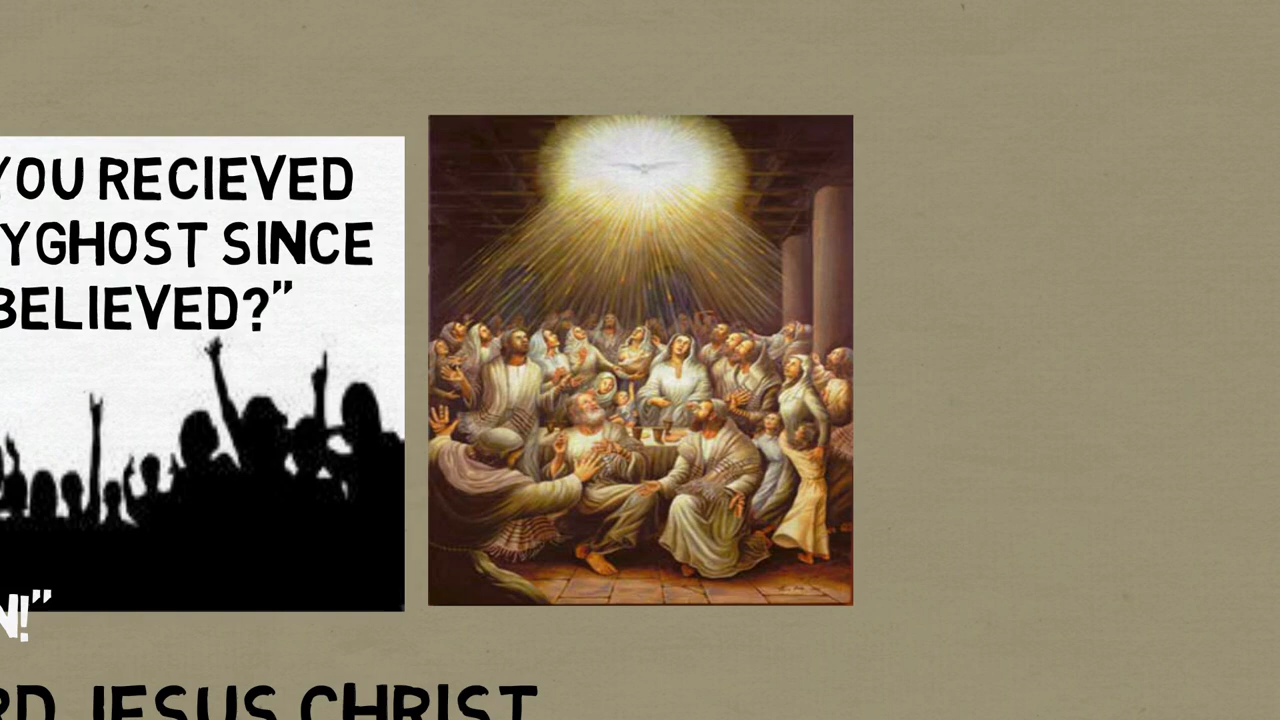 YOU RECIEVED
YGHOST SINCE
BELIEVED?”
N!”
RD JESUS CHRIST